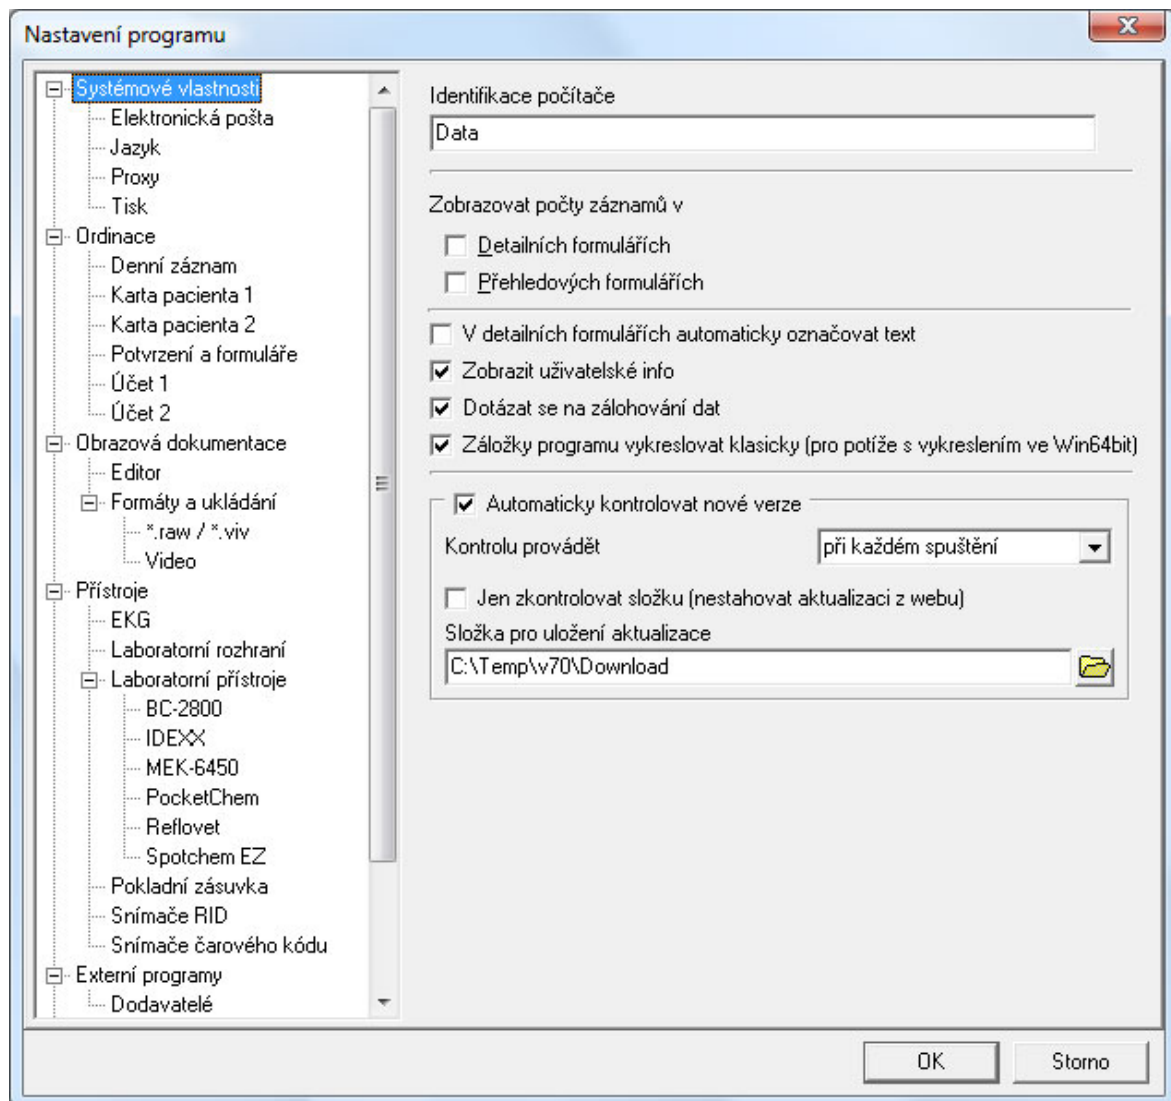 Nastavení programu
Systémové vlastnosti
Elektronická pošta
Jazyk
Proxy
Tisk
Ordinace
Denní záznam
Karta pacienta 1
Karta pacienta 2
Potvrzení a formuláře
Účet 1
Účet 2
Obrazová dokumentace
Editor
Formáty a ukládání
*.raw / *.viv
Video
Přístroje
EKG
Laboratorní rozhraní
Laboratorní přístroje
BC-2800
IDEXX
MEK-6450
PocketChem
Reflovet
Spotchem EZ
Pokladní zásuvka
Snímače RID
Snímače čarového kódu
Externí programy
Dodavatelé
Identifikace počítače
Data
Zobrazovat počty záznamů v
Detailních formulářích
Přehledových formulářích
V detailních formulářích automaticky označovat text
Zobrazit uživatelské info
Dotázat se na zálohování dat
Záložky programu vykreslovat klasicky (pro potíže s vykreslením ve Win64bit)
Automaticky kontrolovat nové verze
Kontrolu provádět
při každém spuštění
Jen zkontrolovat složku (nestahovat aktualizaci z webu)
Složka pro uložení aktualizace
C:\Temp\v70\Download
OK
Storno